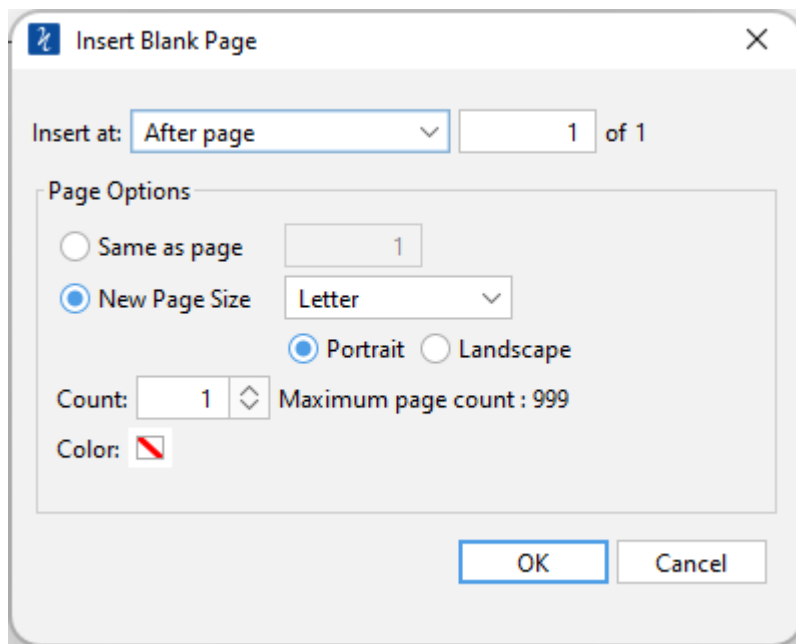 Insert Blank Page
Insert at: After page 1 of 1
Page Options
Same as page 1
New Page Size Letter
Portrait Landscape
Count: 1 Maximum page count : 999
Color:
OK Cancel